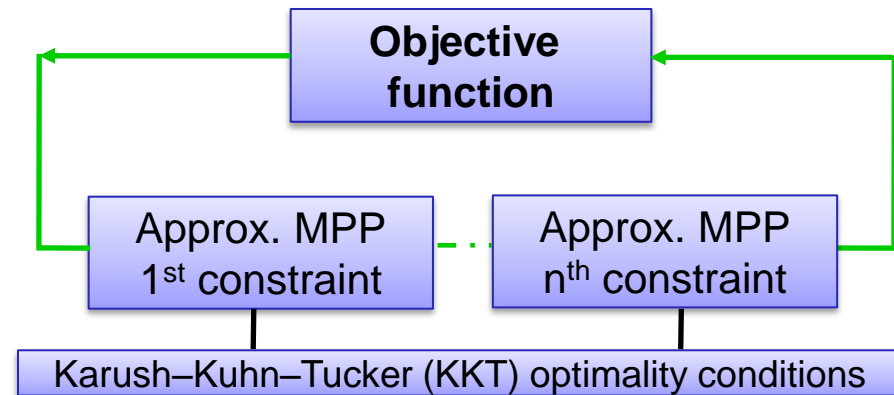 Objective
function
Approx. MPP
1st constraint
Approx. MPP
nth constraint
Karush–Kuhn–Tucker (KKT) optimality conditions